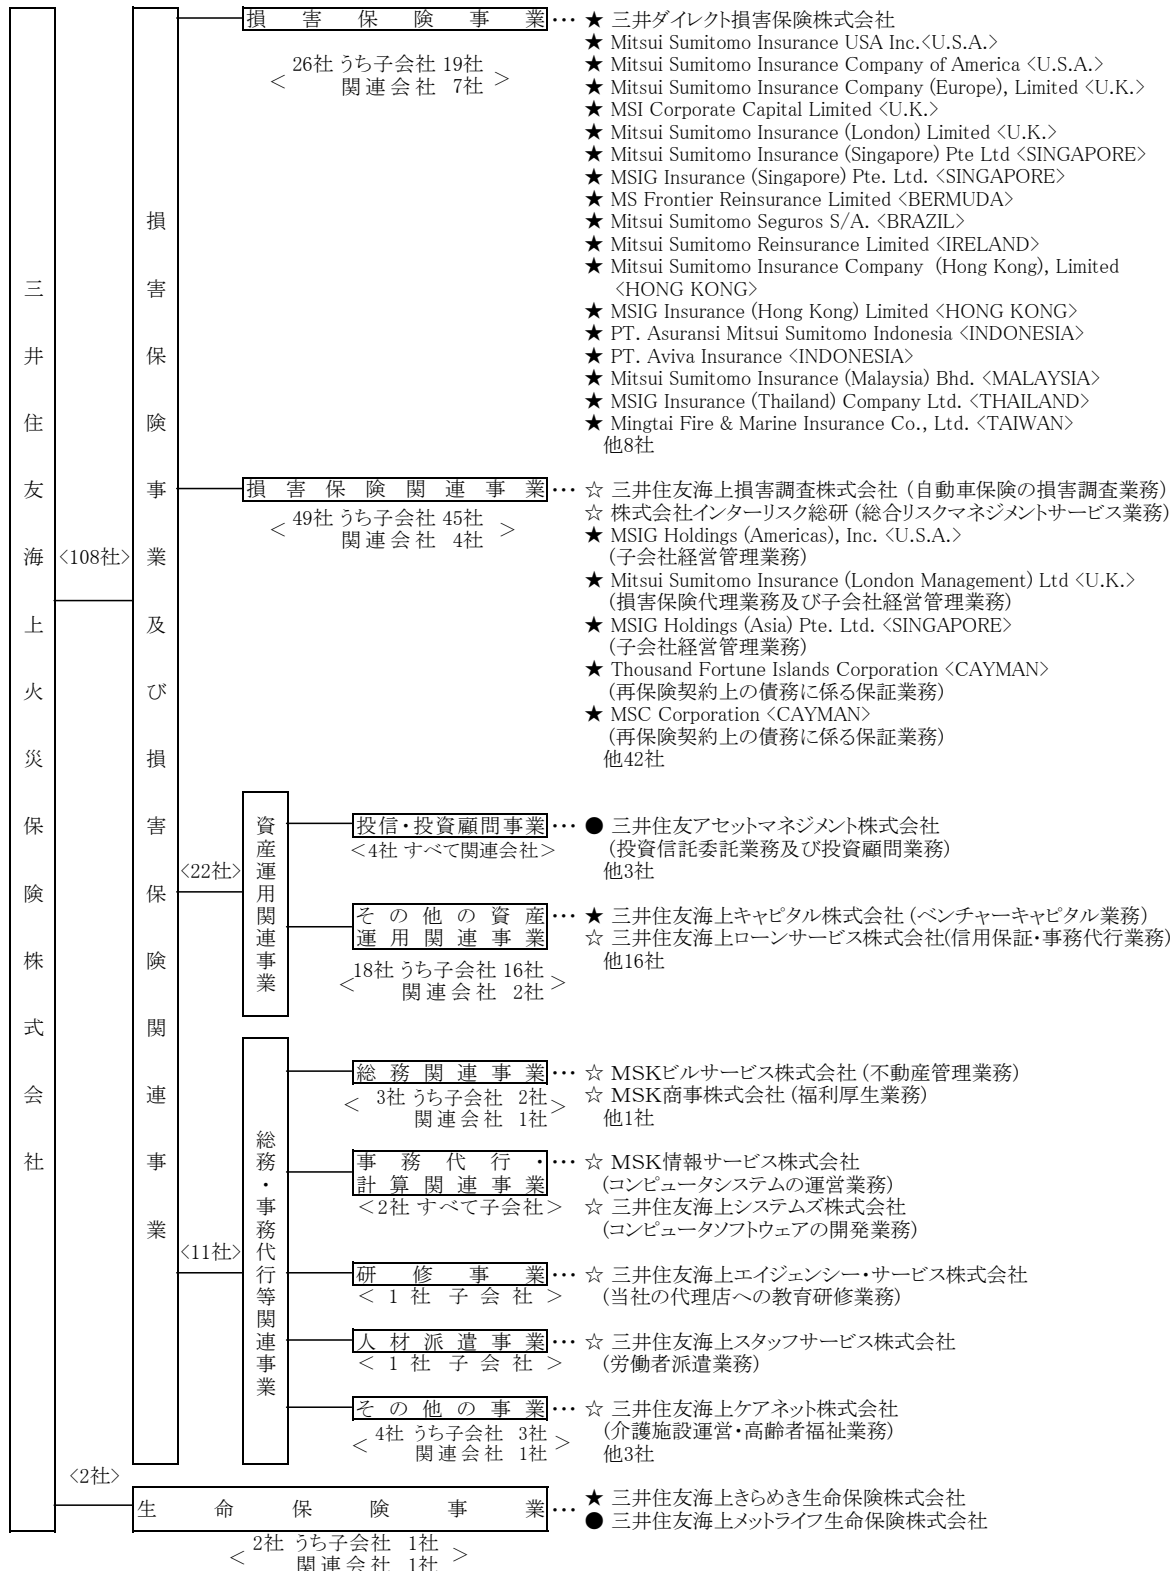 三井住友海上火災保険株式会社
<108社>
損害保険事業及び損害保険関連事業
損害保険事業…
<26社 うち子会社 19社
関連会社 7社>
★ 三井ダイレクト損害保険株式会社
★ Mitsui Sumitomo Insurance USA Inc.<U.S.A.>
★ Mitsui Sumitomo Insurance Company of America <U.S.A.>
★ Mitsui Sumitomo Insurance Company (Europe), Limited <U.K.>
★ MSI Corporate Capital Limited <U.K.>
★ Mitsui Sumitomo Insurance (London) Limited <U.K.>
★ Mitsui Sumitomo Insurance (Singapore) Pte Ltd <SINGAPORE>
★ MSIG Insurance (Singapore) Pte. Ltd. <SINGAPORE>
★ MS Frontier Reinsurance Limited <BERMUDA>
★ Mitsui Sumitomo Seguros S/A. <BRAZIL>
★ Mitsui Sumitomo Reinsurance Limited <IRELAND>
★ Mitsui Sumitomo Insurance Company (Hong Kong), Limited
<HONG KONG>
★ MSIG Insurance (Hong Kong) Limited <HONG KONG>
★ PT. Asuransi Mitsui Sumitomo Indonesia <INDONESIA>
★ PT. Aviva Insurance <INDONESIA>
★ Mitsui Sumitomo Insurance (Malaysia) Bhd. <MALAYSIA>
★ MSIG Insurance (Thailand) Company Ltd. <THAILAND>
★ Mingtai Fire & Marine Insurance Co., Ltd. <TAIWAN>
他8社
損害保険関連事業…
<49社 うち子会社 45社
関連会社 4社>
☆ 三井住友海上損害調査株式会社 (自動車保険の損害調査業務)
☆ 株式会社インターリスク総研 (総合リスクマネジメントサービス業務)
★ MSIG Holdings (Americas), Inc. <U.S.A.>
(子会社経営管理業務)
★ Mitsui Sumitomo Insurance (London Management) Ltd <U.K.>
(損害保険代理業務及び子会社経営管理業務)
★ MSIG Holdings (Asia) Pte. Ltd. <SINGAPORE>
(子会社経営管理業務)
★ Thousand Fortune Islands Corporation <CAYMAN>
(再保険契約上の債務に係る保証業務)
★ MSC Corporation <CAYMAN>
(再保険契約上の債務に係る保証業務)
他42社
<22社>
資産運用関連事業
投信・投資顧問事業…
<4社 すべて関連会社>
● 三井住友アセットマネジメント株式会社
(投資信託委託業務及び投資顧問業務)
他3社
その他の資産…
運用関連事業
<18社 うち子会社 16社
関連会社 2社>
★ 三井住友海上キャピタル株式会社 (ベンチャーキャピタル業務)
☆ 三井住友海上ローンサービス株式会社(信用保証・事務代行業務)
他16社
<11社>
総務・事務代行等関連事業
総務関連事業…
<3社 うち子会社 2社
関連会社 1社>
☆ MSKビルサービス株式会社 (不動産管理業務)
☆ MSK商事株式会社 (福利厚生業務)
他1社
事務代行・…
計算関連事業
<2社 すべて子会社>
☆ MSK情報サービス株式会社
(コンピュータシステムの運営業務)
☆ 三井住友海上システムズ株式会社
(コンピュータソフトウェアの開発業務)
研修事業…
<1社 子会社>
☆ 三井住友海上エイジェンシー・サービス株式会社
(当社の代理店への教育研修業務)
人材派遣事業…
<1社 子会社>
☆ 三井住友海上スタッフサービス株式会社
(労働者派遣業務)
その他の事業…
<4社 うち子会社 3社
関連会社 1社>
☆ 三井住友海上ケアネット株式会社
(介護施設運営・高齢者福祉業務)
他3社
<2社>
生命保険事業…
<2社 うち子会社 1社
関連会社 1社>
★ 三井住友海上きらめき生命保険株式会社
● 三井住友海上メットライフ生命保険株式会社